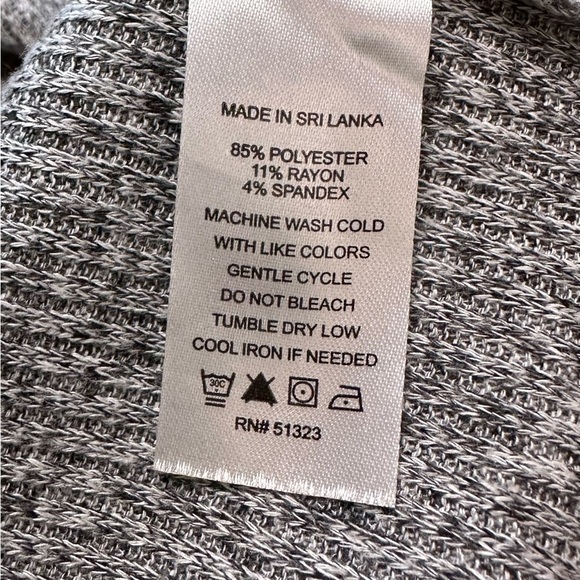 MADE IN SRI LANKA
85% POLYESTER
11% RAYON
4% SPANDEX
MACHINE WASH COLD
WITH LIKE COLORS
GENTLE CYCLE
DO NOT BLEACH
TUMBLE DRY LOW
COOL IRON IF NEEDED
30C
RN# 51323